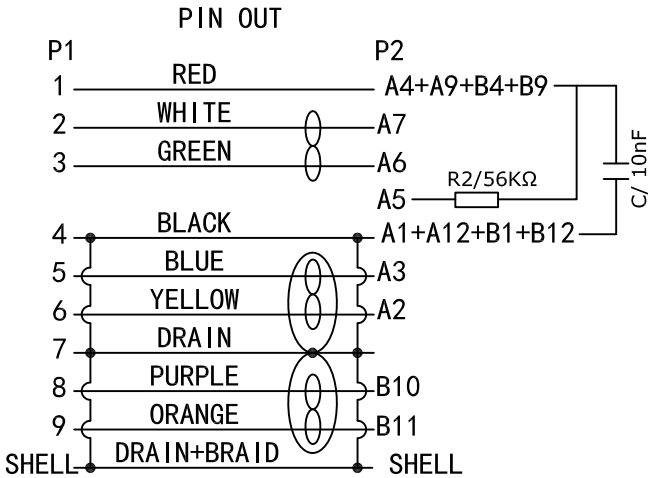 PIN OUT
P1 P2
1 RED A4+A9+B4+B9
2 WHITE A7
3 GREEN A6
C/ 10nF
A5 R2/56KΩ
4 BLACK A1+A12+B1+B12
5 BLUE A3
6 YELLOW A2
7 DRAIN
8 PURPLE B10
9 ORANGE B11
SHELL DRAIN+BRAID SHELL